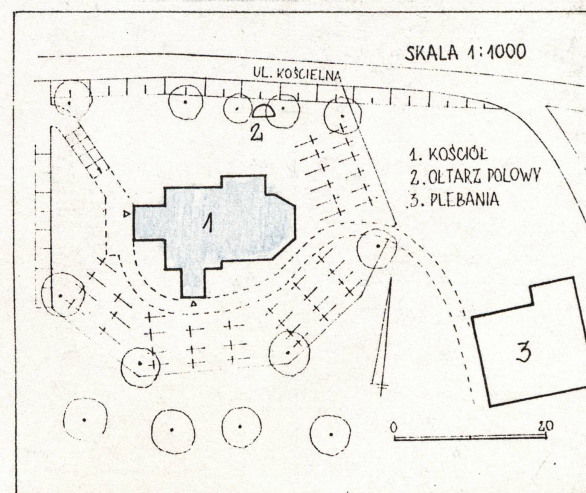 SKALA 1:1000
UL. KOŚCIELNA
2
1. KOŚCIÓŁ
2. OŁTARZ POLOWY
3. PLEBANIA
1
3
0 20